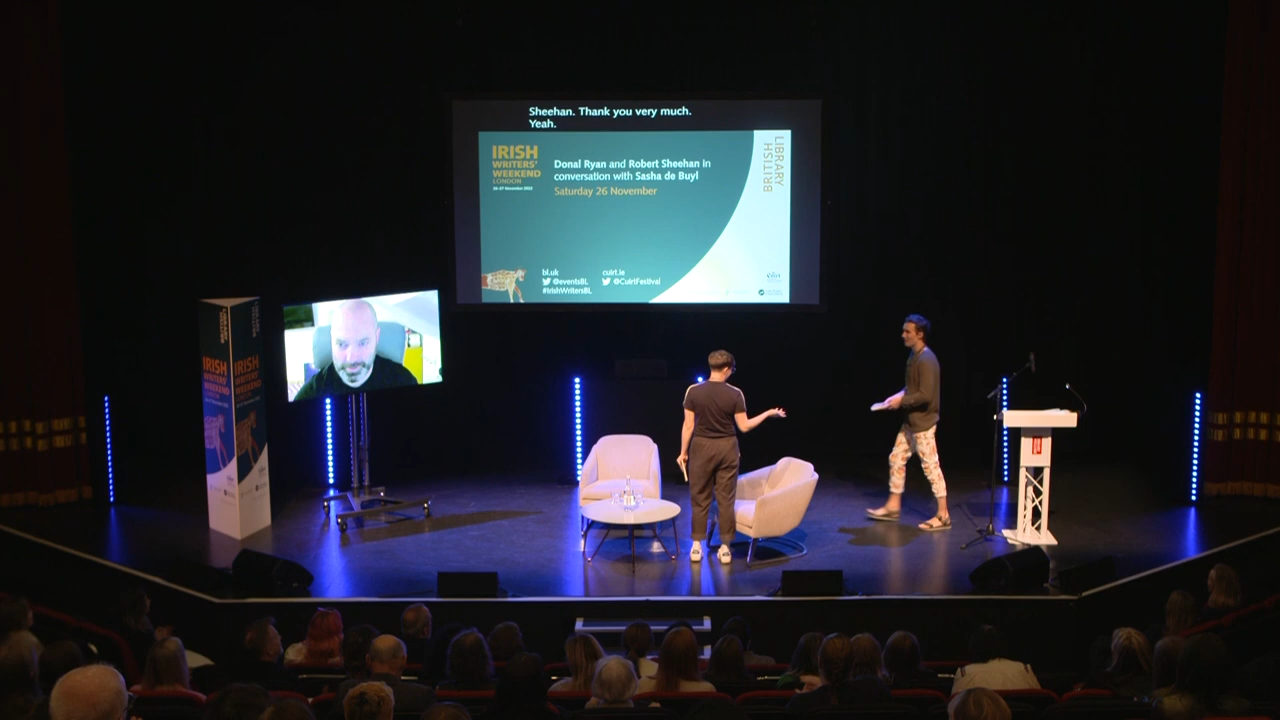 Sheehan. Thank you very much.
Yeah.
IRISH
WRITERS'
WEEKEND
LONDON
Donal Ryan and Robert Sheehan in
conversation with Sasha de Buyl
Saturday 26 November
bl.uk
@eventsBL
#IrishWritersBL
cuirt.ie
@CuirtFestival
LIBRARY
BRITISH
IRISH
WRITERS'
WEEKEND
IRISH
WRITERS'
WEEKEND